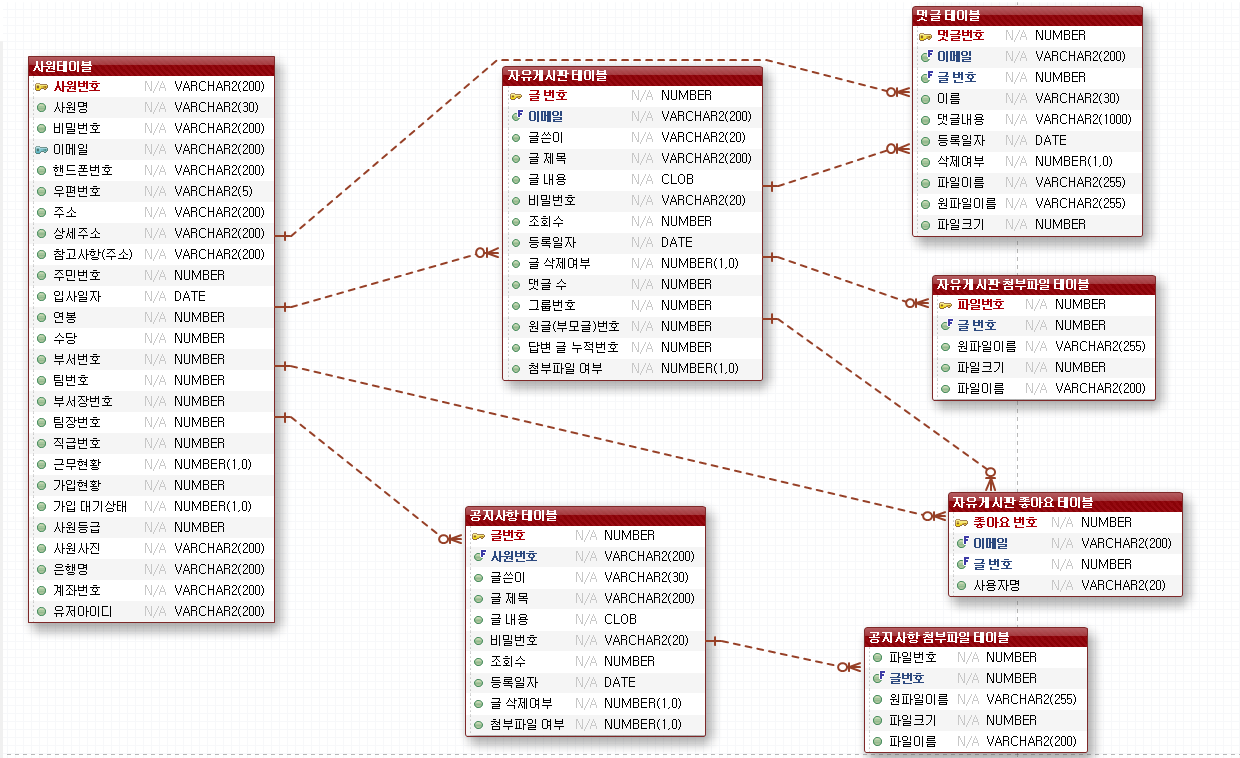 사원테이블
사원번호 N/A VARCHAR2(200)
사원명 N/A VARCHAR2(30)
비밀번호 N/A VARCHAR2(200)
이메일 N/A VARCHAR2(200)
핸드폰번호 N/A VARCHAR2(200)
우편번호 N/A VARCHAR2(5)
주소 N/A VARCHAR2(200)
상세주소 N/A VARCHAR2(200)
참고사항(주소) N/A VARCHAR2(200)
주민번호 N/A NUMBER
입사일자 N/A DATE
연봉 N/A NUMBER
수당 N/A NUMBER
부서번호 N/A NUMBER
팀번호 N/A NUMBER
부서장번호 N/A NUMBER
팀장번호 N/A NUMBER
직급번호 N/A NUMBER
근무현황 N/A NUMBER(1,0)
가입현황 N/A NUMBER
가입 대기상태 N/A NUMBER(1,0)
사원등급 N/A NUMBER
사원사진 N/A VARCHAR2(200)
은행명 N/A VARCHAR2(200)
계좌번호 N/A VARCHAR2(200)
유저아이디 N/A VARCHAR2(200)
자유게시판 테이블
글 번호 N/A NUMBER
이메일 N/A VARCHAR2(200)
글쓴이 N/A VARCHAR2(20)
글 제목 N/A VARCHAR2(200)
글 내용 N/A CLOB
비밀번호 N/A VARCHAR2(20)
조회수 N/A NUMBER
등록일자 N/A DATE
글 삭제여부 N/A NUMBER(1,0)
댓글 수 N/A NUMBER
그룹번호 N/A NUMBER
원글(부모글)번호 N/A NUMBER
답변 글 누적번호 N/A NUMBER
첨부파일 여부 N/A NUMBER(1,0)
공지사항 테이블
글번호 N/A NUMBER
사원번호 N/A VARCHAR2(200)
글쓴이 N/A VARCHAR2(30)
글 제목 N/A VARCHAR2(200)
글 내용 N/A CLOB
비밀번호 N/A VARCHAR2(20)
조회수 N/A NUMBER
등록일자 N/A DATE
글 삭제여부 N/A NUMBER(1,0)
첨부파일 여부 N/A NUMBER(1,0)
댓글 테이블
댓글번호 N/A NUMBER
이메일 N/A VARCHAR2(200)
글 번호 N/A NUMBER
이름 N/A VARCHAR2(30)
댓글내용 N/A VARCHAR2(1000)
등록일자 N/A DATE
삭제여부 N/A NUMBER(1,0)
파일이름 N/A VARCHAR2(255)
원파일이름 N/A VARCHAR2(255)
파일크기 N/A NUMBER
자유게시판 첨부파일 테이블
파일번호 N/A NUMBER
글 번호 N/A NUMBER
원파일이름 N/A VARCHAR2(255)
파일크기 N/A NUMBER
파일이름 N/A VARCHAR2(200)
자유게시판 좋아요 테이블
좋아요 번호 N/A NUMBER
이메일 N/A VARCHAR2(200)
글 번호 N/A NUMBER
사용자명 N/A VARCHAR2(20)
공지사항 첨부파일 테이블
파일번호 N/A NUMBER
글번호 N/A NUMBER
원파일이름 N/A VARCHAR2(255)
파일크기 N/A NUMBER
파일이름 N/A VARCHAR2(200)